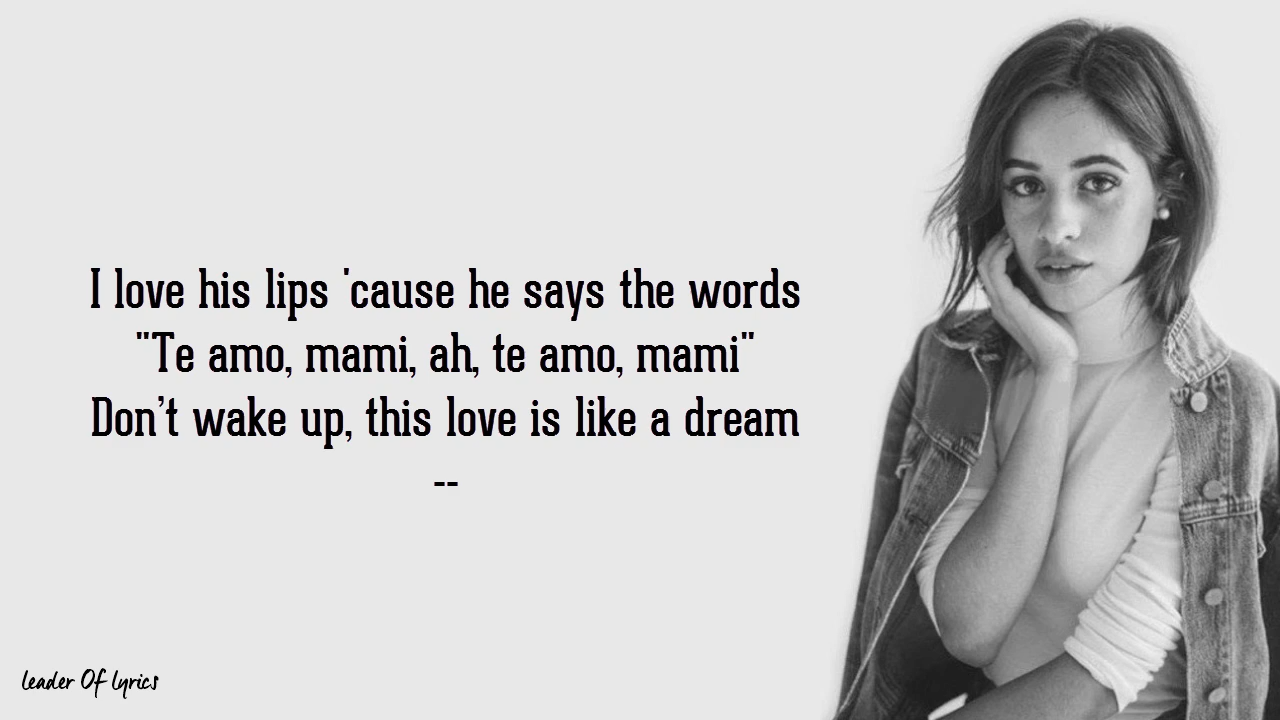 I love his lips 'cause he says the words
"Te amo, mami, ah, te amo, mami"
Don't wake up, this love is like a dream
--
Leader Of Lyrics